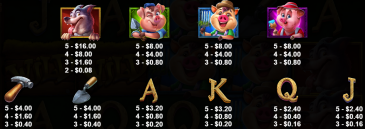 5 - $16.00
4 - $8.00
3 - $1.60
2 - $0.08
5 - $8.00
4 - $4.00
3 - $0.80
5 - $8.00
4 - $4.00
3 - $0.80
5 - $8.00
4 - $4.00
3 - $0.80
A K Q J
5 - $4.00
4 - $1.60
3 - $0.40
5 - $4.00
4 - $1.60
3 - $0.40
5 - $3.20
4 - $0.80
3 - $0.20
5 - $3.20
4 - $0.80
3 - $0.20
5 - $2.40
4 - $0.50
3 - $0.16
5 - $2.40
4 - $0.50
3 - $0.16